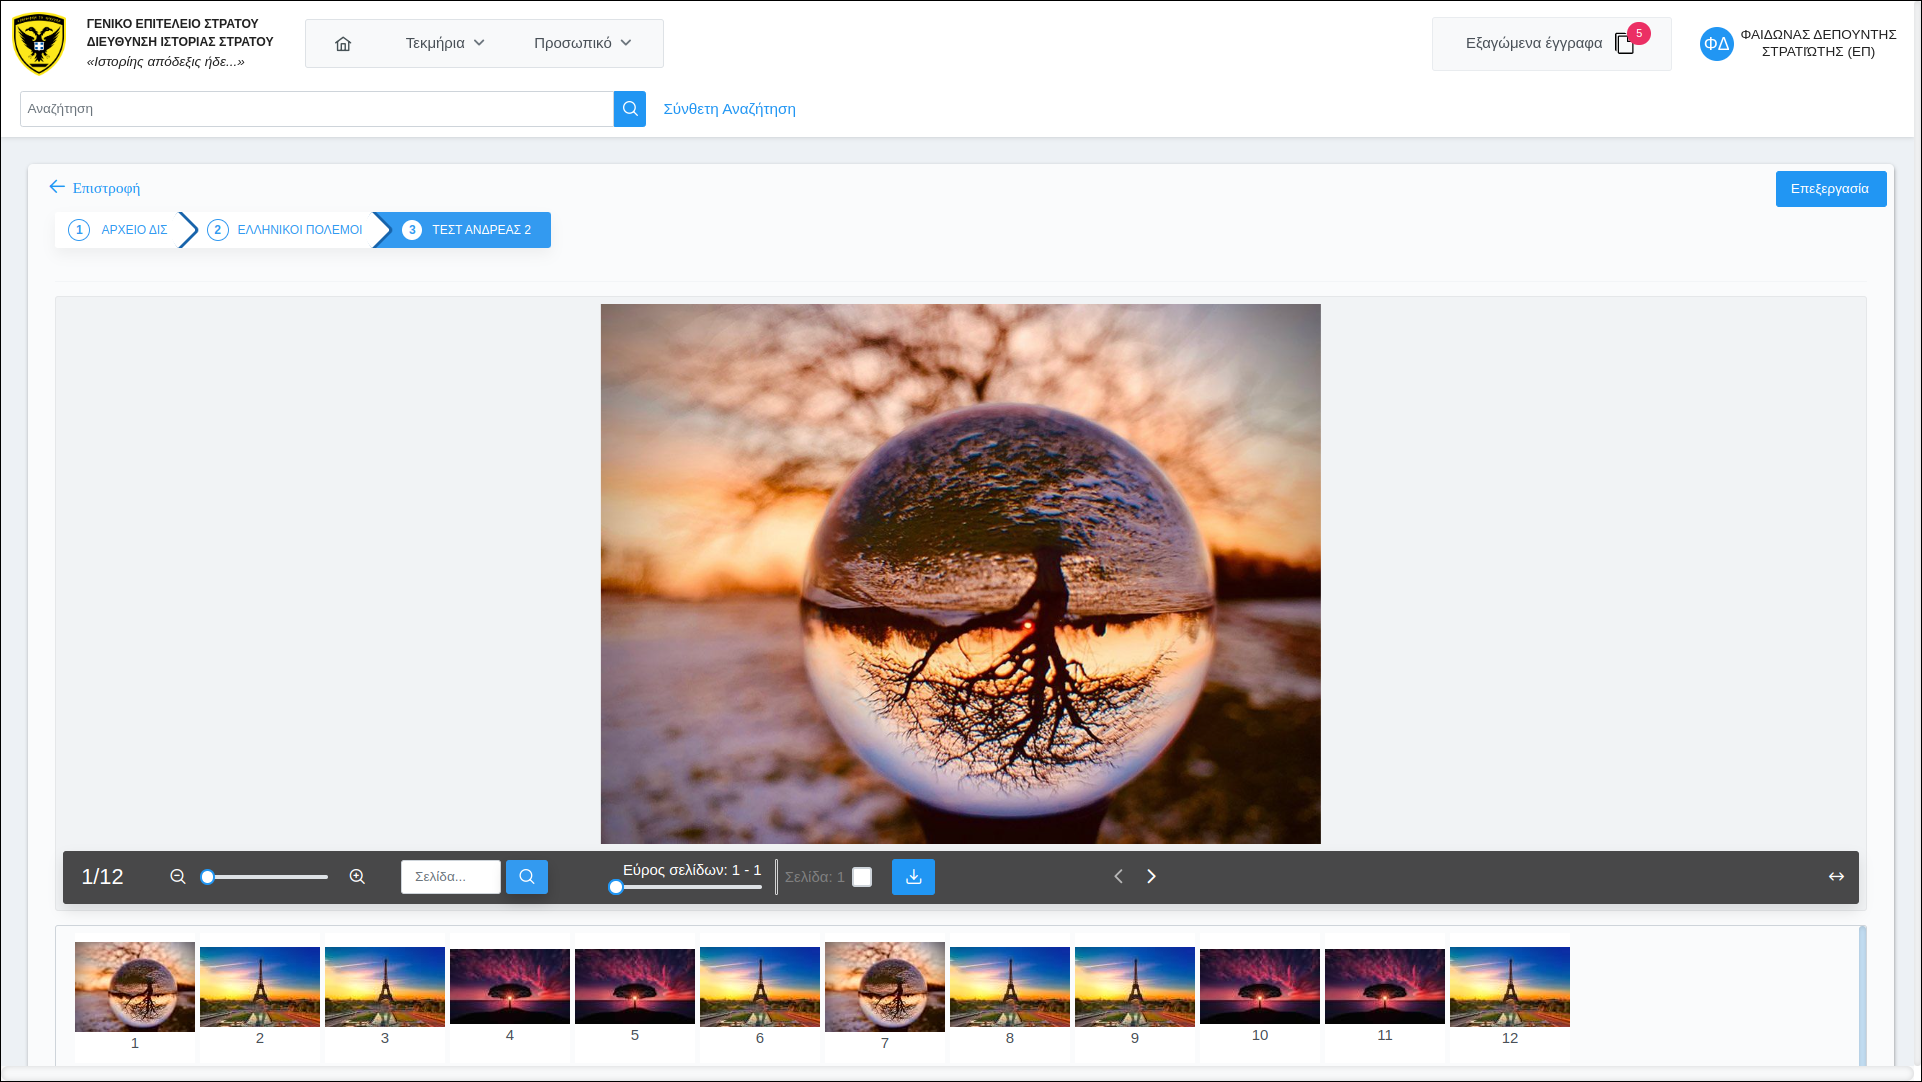 ΓΕΝΙΚΟ ΕΠΙΤΕΛΕΙΟ ΣΤΡΑΤΟΥ
ΔΙΕΥΘΥΝΣΗ ΙΣΤΟΡΙΑΣ ΣΤΡΑΤΟΥ
«Ιστορίης απόδεξις ήδε...»
Τεκμήρια
Προσωπικό
Εξαγώμενα έγγραφα
5
ΦΔ
ΦΑΙΔΩΝΑΣ ΔΕΠΟΥΝΤΗΣ
ΣΤΡΑΤΙΏΤΗΣ (ΕΠ)
Αναζήτηση
Σύνθετη Αναζήτηση
Επιστροφή
Επεξεργασία
1 ΑΡΧΕΙΟ ΔΙΣ
2 ΕΛΛΗΝΙΚΟΙ ΠΟΛΕΜΟΙ
3 ΤΕΣΤ ΑΝΔΡΕΑΣ 2
1/12
Σελίδα...
Εύρος σελίδων: 1 - 1
Σελίδα: 1
1
2
3
4
5
6
7
8
9
10
11
12